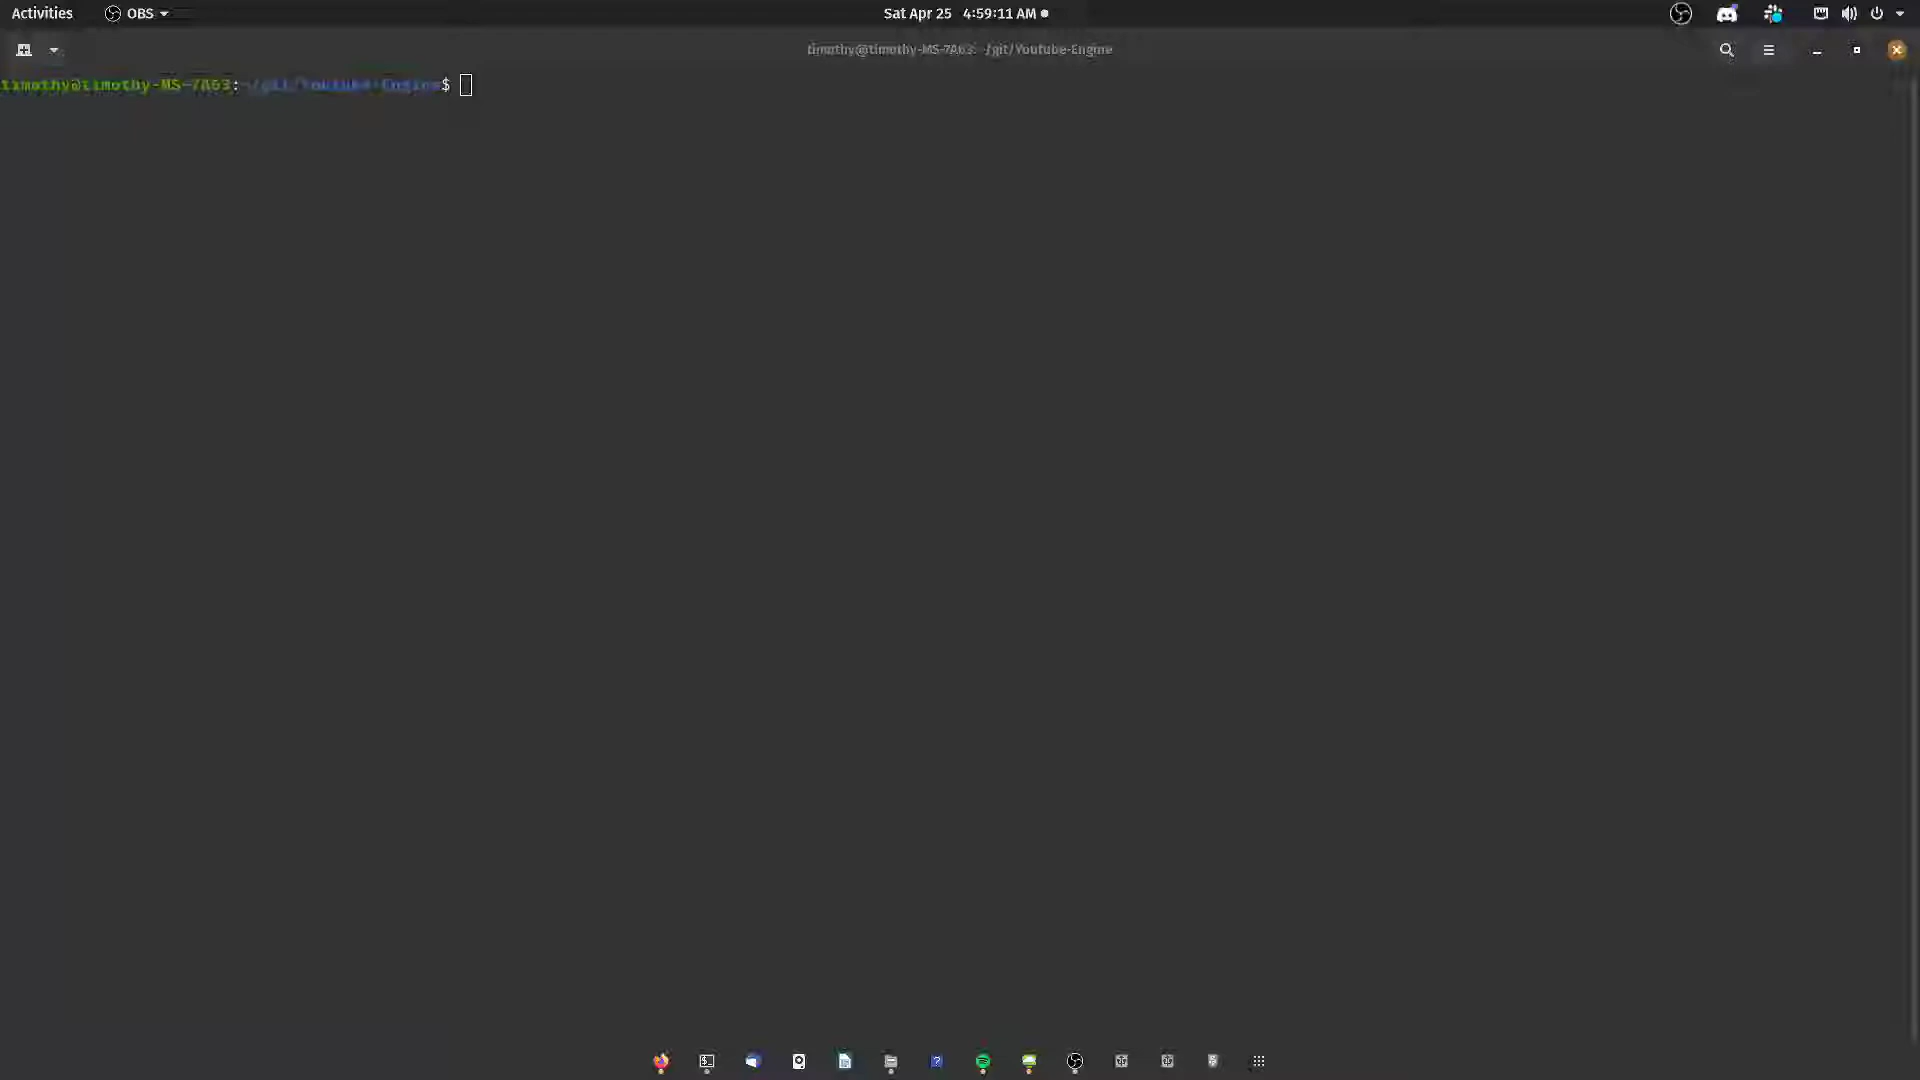 Activities OBS Sat Apr 25 4:59:11 AM
timothy@timothy-MS-7A63: ~/git/Youtube-Engine
timothy@timothy-MS-7A63:~/git/Youtube-Engine$